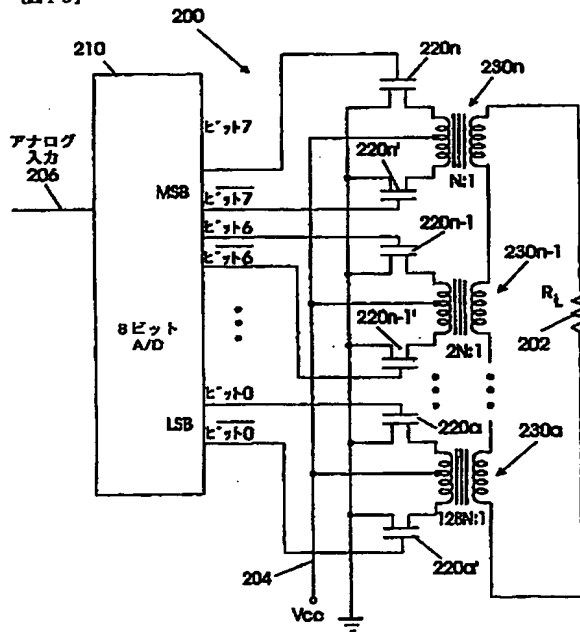 200
210
220n
230n
アナログ
入力
206
ビット7
MSB
220n'
N:1
ビット7
ビット6
220n-1
ビット6
230n-1
220n-1'
RL
202
8ビット
A/D
2N:1
ビット0
220a
LSB
230a
ビット0
128N:1
220a'
204
Vcc